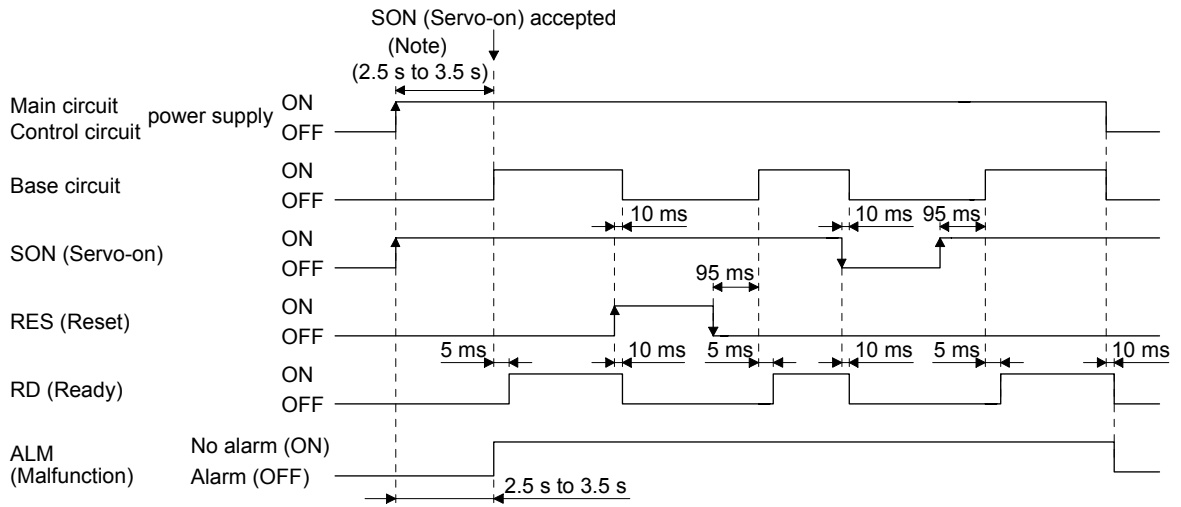 SON (Servo-on) accepted
(Note)
(2.5 s to 3.5 s)
Main circuit
Control circuit
power supply
ON
OFF
Base circuit
ON
OFF
10 ms
10 ms
95 ms
SON (Servo-on)
ON
OFF
95 ms
RES (Reset)
ON
OFF
5 ms
10 ms
5 ms
10 ms
5 ms
10 ms
RD (Ready)
ON
OFF
ALM
(Malfunction)
No alarm (ON)
Alarm (OFF)
2.5 s to 3.5 s